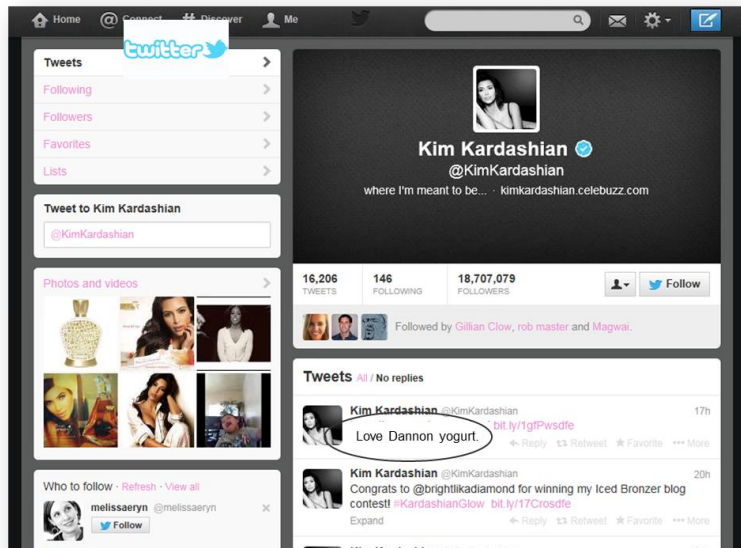 Home @ Connect # Discover Me
twitter
Tweets
Following
Followers
Favorites
Lists
Tweet to Kim Kardashian
@KimKardashian
Photos and videos
Who to follow · Refresh · View all
melissaeryn @melissaeryn
Follow
Kim Kardashian
@KimKardashian
where I'm meant to be... · kimkardashian.celebuzz.com
16,206 146 18,707,079
TWEETS FOLLOWING FOLLOWERS
Follow
Followed by Gillian Clow, rob master and Magwai.
Tweets All / No replies
Kim Kardashian @KimKardashian 17h
bit.ly/1gfPwsdfe
Love Dannon yogurt.
Reply Retweet Favorite More
Kim Kardashian @KimKardashian 20h
Congrats to @brightlikadiamond for winning my Iced Bronzer blog
contest! #KardashianGlow bit.ly/17Crosdfe
Expand Reply Retweet Favorite More